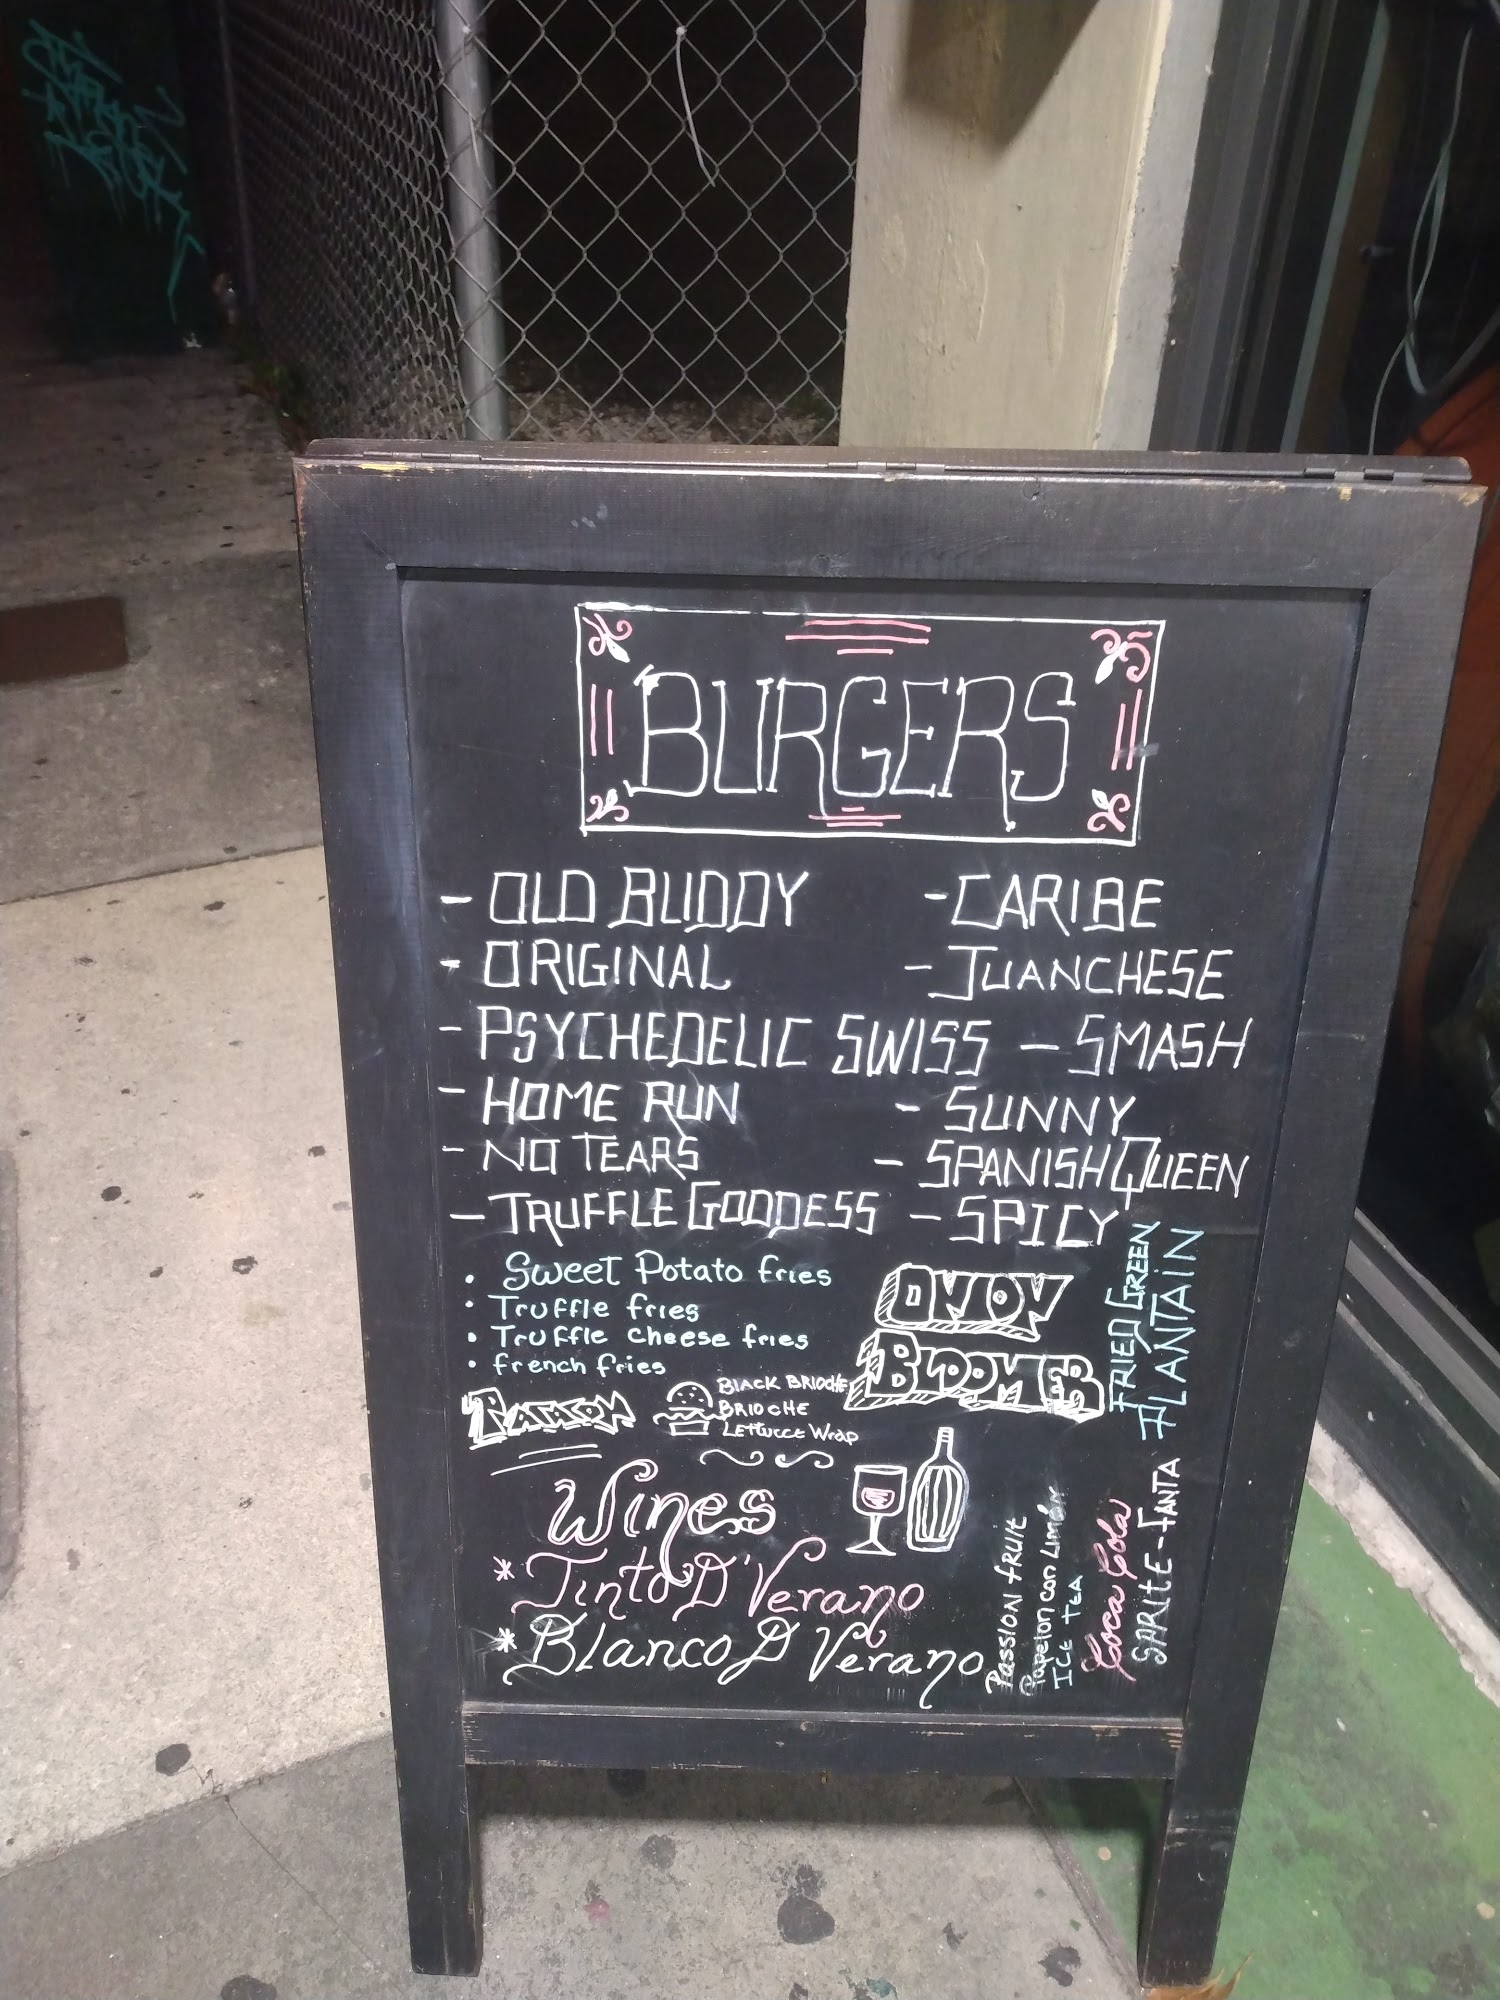 BURGERS
- OLD BUDDY
- CARIBE
- ORIGINAL
- JUANCHESE
- PSYCHEDELIC SWISS
- SMASH
- HOME RUN
- SUNNY
- NO TEARS
- SPANISH QUEEN
- TRUFFLE GODDESS
- SPICY
• Sweet Potato fries
• Truffle fries
• Truffle cheese fries
• french fries
ONION
BLOOMER
FRIED GREEN
PLANTAIN
PATACON
BLACK BRIOCHE
BRIOCHE
LETTUCCE Wrap
Wines
* Tinto D' Verano
* Blanco D Verano
Passion fruit
Papelon con Limón
ICE TEA
Coca Cola
SPRITE - FANTA